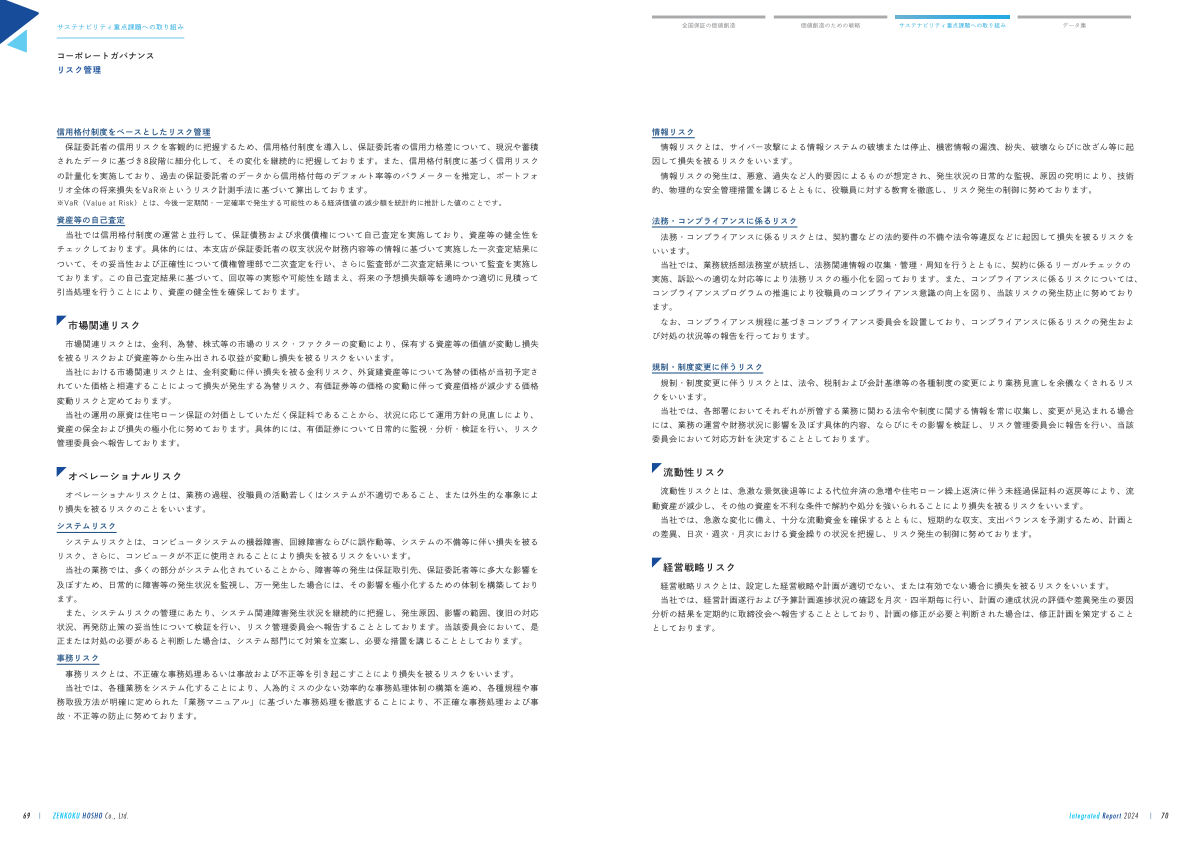 サステナビリティ重点課題への取り組み
コーポレートガバナンス
リスク管理
全国保証の価値創造
価値創造のための戦略
サステナビリティ重点課題への取り組み
データ集
信用格付制度をベースとしたリスク管理
保証委託者の信用リスクを客観的に把握するため、信用格付制度を導入し、保証委託者の信用力格差について、現況や蓄積
されたデータに基づき8段階に細分化して、その変化を継続的に把握しております。また、信用格付制度に基づく信用リスク
の計量化を実施しており、過去の保証委託者のデータから信用格付毎のデフォルト率等のパラメーターを推定し、ポートフォ
リオ全体の将来損失をVaR※というリスク計測手法に基づいて算出しております。
※VaR（Value at Risk）とは、今後一定期間・一定確率で発生する可能性のある経済価値の減少額を統計的に推計した値のことです。
資産等の自己査定
当社では信用格付制度の運営と並行して、保証債務および求償債権について自己査定を実施しており、資産等の健全性を
チェックしております。具体的には、本支店が保証委託者の収支状況や財務内容等の情報に基づいて実施した一次査定結果に
ついて、その妥当性および正確性について債権管理部で二次査定を行い、さらに監査部が二次査定結果について監査を実施し
ております。この自己査定結果に基づいて、回収等の実態や可能性を踏まえ、将来の予想損失額等を適時かつ適切に見積って
引当処理を行うことにより、資産の健全性を確保しております。
市場関連リスク
市場関連リスクとは、金利、為替、株式等の市場のリスク・ファクターの変動により、保有する資産等の価値が変動し損失
を被るリスクおよび資産等から生み出される収益が変動し損失を被るリスクをいいます。
当社における市場関連リスクとは、金利変動に伴い損失を被る金利リスク、外貨建資産等について為替の価格が当初予定さ
れていた価格と相違することによって損失が発生する為替リスク、有価証券等の価格の変動に伴って資産価格が減少する価格
変動リスクと定めております。
当社の運用の原資は住宅ローン保証の対価としていただく保証料であることから、状況に応じて運用方針の見直しにより、
資産の保全および損失の極小化に努めております。具体的には、有価証券について日常的に監視・分析・検証を行い、リスク
管理委員会へ報告しております。
オペレーショナルリスク
オペレーショナルリスクとは、業務の過程、役職員の活動若しくはシステムが不適切であること、または外生的な事象によ
り損失を被るリスクのことをいいます。
システムリスク
システムリスクとは、コンピュータシステムの機器障害、回線障害ならびに誤作動等、システムの不備等に伴い損失を被る
リスク、さらに、コンピュータが不正に使用されることにより損失を被るリスクをいいます。
当社の業務では、多くの部分がシステム化されていることから、障害等の発生は保証取引先、保証委託者等に多大な影響を
及ぼすため、日常的に障害等の発生状況を監視し、万一発生した場合には、その影響を極小化するための体制を構築しており
ます。
また、システムリスクの管理にあたり、システム関連障害発生状況を継続的に把握し、発生原因、影響の範囲、復旧の対応
状況、再発防止策の妥当性について検証を行い、リスク管理委員会へ報告することとしております。当該委員会において、是
正または対処の必要があると判断した場合は、システム部門にて対策を立案し、必要な措置を講じることとしております。
事務リスク
事務リスクとは、不正確な事務処理あるいは事故および不正等を引き起こすことにより損失を被るリスクをいいます。
当社では、各種業務をシステム化することにより、人為的ミスの少ない効率的な事務処理体制の構築を進め、各種規程や事
務取扱方法が明確に定められた「業務マニュアル」に基づいた事務処理を徹底することにより、不正確な事務処理および事
故・不正等の防止に努めております。
情報リスク
情報リスクとは、サイバー攻撃による情報システムの破壊または停止、機密情報の漏洩、紛失、破壊ならびに改ざん等に起
因して損失を被るリスクをいいます。
情報リスクの発生は、悪意、過失など人的要因によるものが想定され、発生状況の日常的な監視、原因の究明により、技術
的、物理的な安全管理措置を講じるとともに、役職員に対する教育を徹底し、リスク発生の制御に努めております。
法務・コンプライアンスに係るリスク
法務・コンプライアンスに係るリスクとは、契約書などの法的要件の不備や法令等違反などに起因して損失を被るリスクを
いいます。
当社では、業務統括部法務室が統括し、法務関連情報の収集・管理・周知を行うとともに、契約に係るリーガルチェックの
実施、訴訟への適切な対応等により法務リスクの極小化を図っております。また、コンプライアンスに係るリスクについては、
コンプライアンスプログラムの推進により役職員のコンプライアンス意識の向上を図り、当該リスクの発生防止に努めており
ます。
なお、コンプライアンス規程に基づきコンプライアンス委員会を設置しており、コンプライアンスに係るリスクの発生およ
び対処の状況等の報告を行っております。
規制・制度変更に伴うリスク
規制・制度変更に伴うリスクとは、法令、税制および会計基準等の各種制度の変更により業務見直しを余儀なくされるリス
クをいいます。
当社では、各部署においてそれぞれが所管する業務に関わる法令や制度に関する情報を常に収集し、変更が見込まれる場合
には、業務の運営や財務状況に影響を及ぼす具体的内容、ならびにその影響を検証し、リスク管理委員会に報告を行い、当該
委員会において対応方針を決定することとしております。
流動性リスク
流動性リスクとは、急激な景気後退等による代位弁済の急増や住宅ローン繰上返済に伴う未経過保証料の返戻等により、流
動資産が減少し、その他の資産を不利な条件で解約や処分を強いられることにより損失を被るリスクをいいます。
当社では、急激な変化に備え、十分な流動資金を確保するとともに、短期的な収支、支出バランスを予測するため、計画と
の差異、日次・週次・月次における資金繰りの状況を把握し、リスク発生の制御に努めております。
経営戦略リスク
経営戦略リスクとは、設定した経営戦略や計画が適切でない、または有効でない場合に損失を被るリスクをいいます。
当社では、経営計画遂行および予算計画進捗状況の確認を月次・四半期毎に行い、計画の達成状況の評価や差異発生の要因
分析の結果を定期的に取締役会へ報告することとしており、計画の修正が必要と判断された場合は、修正計画を策定すること
としております。
69 | ZENKOKU HOSHO Co., Ltd.
Integrated Report 2024 | 70